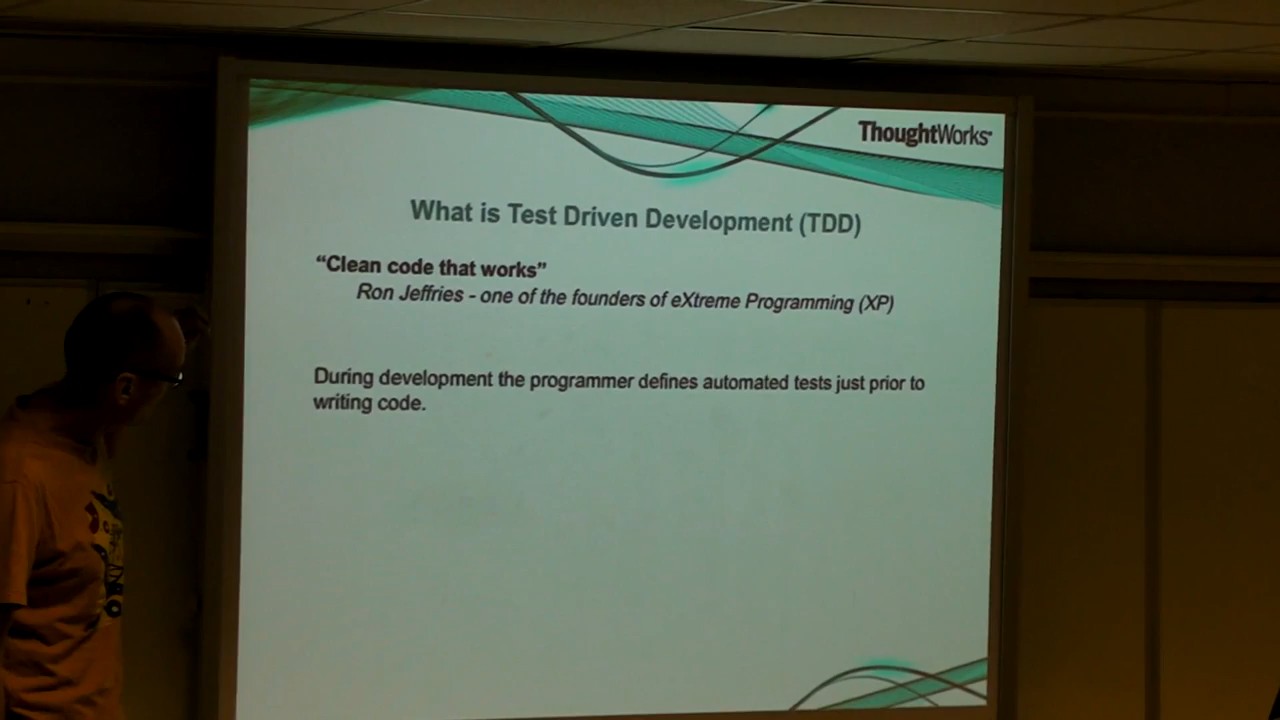 ThoughtWorks
What is Test Driven Development (TDD)
“Clean code that works”
Ron Jeffries - one of the founders of eXtreme Programming (XP)
During development the programmer defines automated tests just prior to
writing code.